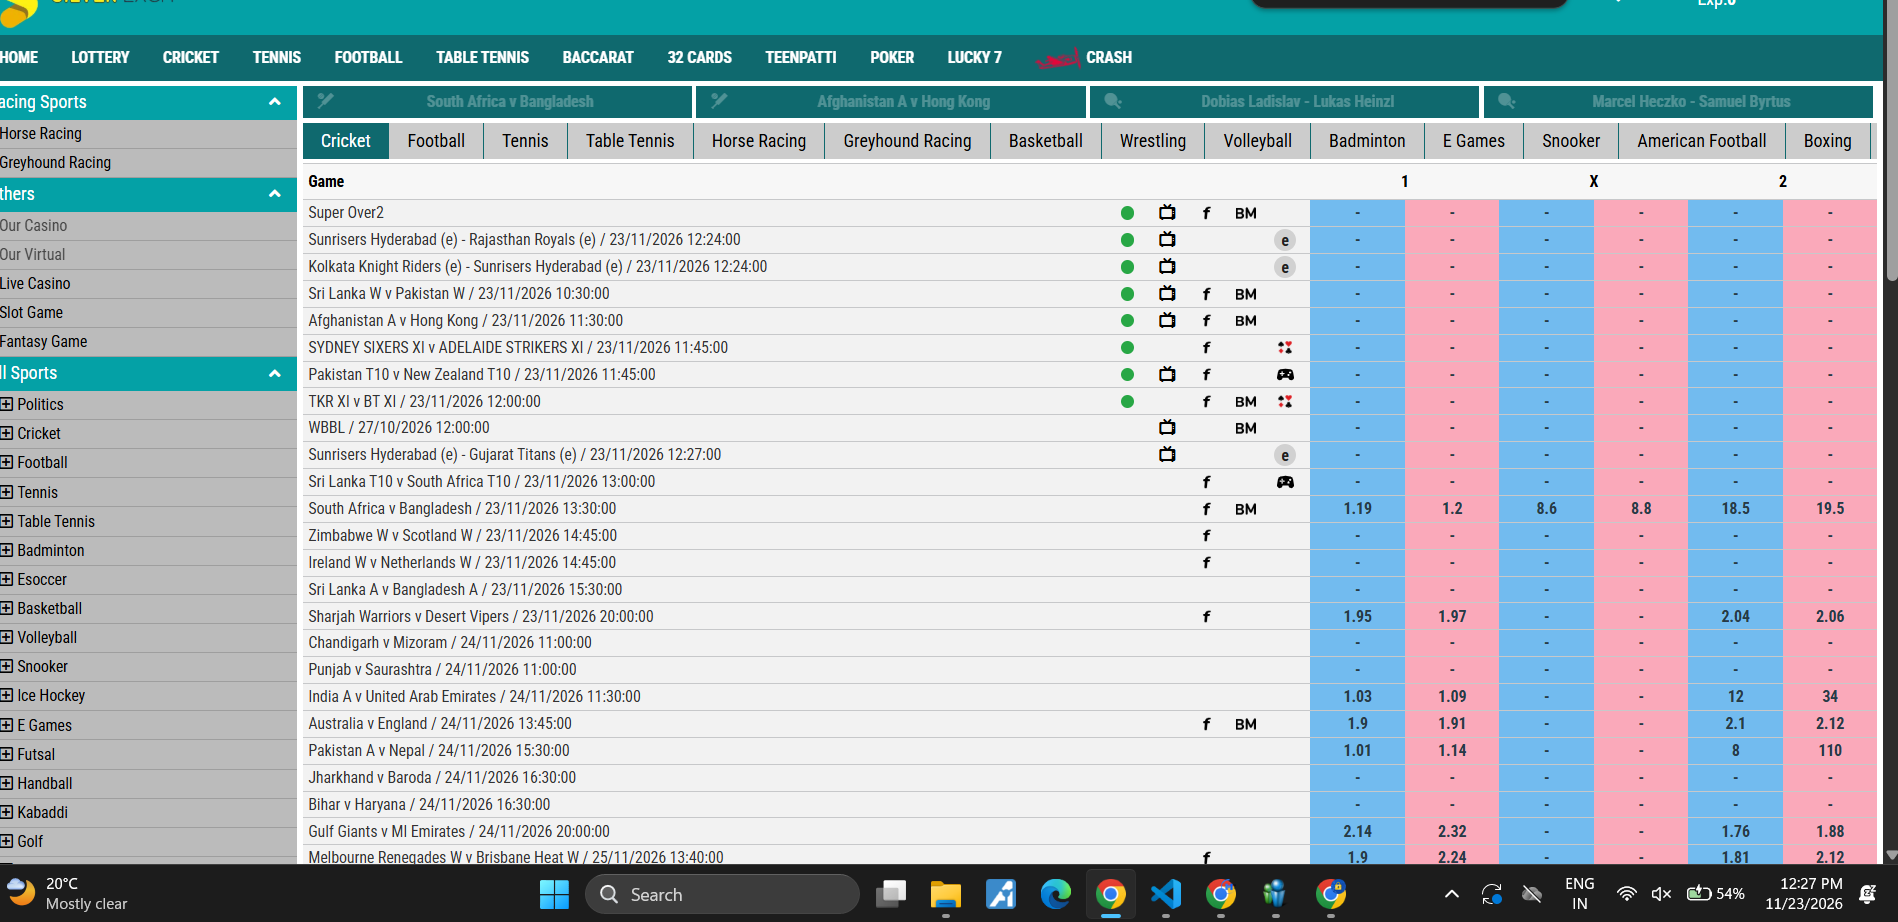 Exp:0
HOME LOTTERY CRICKET TENNIS FOOTBALL TABLE TENNIS BACCARAT 32 CARDS TEENPATTI POKER LUCKY 7 CRASH
acing Sports
Horse Racing
Greyhound Racing
thers
Our Casino
Our Virtual
Live Casino
Slot Game
Fantasy Game
ll Sports
Politics
Cricket
Football
Tennis
Table Tennis
Badminton
Esoccer
Basketball
Volleyball
Snooker
Ice Hockey
E Games
Futsal
Handball
Kabaddi
Golf
South Africa v Bangladesh Afghanistan A v Hong Kong Dobias Ladislav - Lukas Heinzl Marcel Heczko - Samuel Byrtus
Cricket Football Tennis Table Tennis Horse Racing Greyhound Racing Basketball Wrestling Volleyball Badminton E Games Snooker American Football Boxing
Game 1 X 2
Super Over2 f BM - - - - - -
Sunrisers Hyderabad (e) - Rajasthan Royals (e) / 23/11/2026 12:24:00 e - - - - - -
Kolkata Knight Riders (e) - Sunrisers Hyderabad (e) / 23/11/2026 12:24:00 e - - - - - -
Sri Lanka W v Pakistan W / 23/11/2026 10:30:00 f BM - - - - - -
Afghanistan A v Hong Kong / 23/11/2026 11:30:00 f BM - - - - - -
SYDNEY SIXERS XI v ADELAIDE STRIKERS XI / 23/11/2026 11:45:00 f - - - - - -
Pakistan T10 v New Zealand T10 / 23/11/2026 11:45:00 f - - - - - -
TKR XI v BT XI / 23/11/2026 12:00:00 f BM - - - - - -
WBBL / 27/10/2026 12:00:00 BM - - - - - -
Sunrisers Hyderabad (e) - Gujarat Titans (e) / 23/11/2026 12:27:00 e - - - - - -
Sri Lanka T10 v South Africa T10 / 23/11/2026 13:00:00 f - - - - - -
South Africa v Bangladesh / 23/11/2026 13:30:00 f BM 1.19 1.2 8.6 8.8 18.5 19.5
Zimbabwe W v Scotland W / 23/11/2026 14:45:00 f - - - - - -
Ireland W v Netherlands W / 23/11/2026 14:45:00 f - - - - - -
Sri Lanka A v Bangladesh A / 23/11/2026 15:30:00 - - - - - -
Sharjah Warriors v Desert Vipers / 23/11/2026 20:00:00 f 1.95 1.97 - - 2.04 2.06
Chandigarh v Mizoram / 24/11/2026 11:00:00 - - - - - -
Punjab v Saurashtra / 24/11/2026 11:00:00 - - - - - -
India A v United Arab Emirates / 24/11/2026 11:30:00 1.03 1.09 - - 12 34
Australia v England / 24/11/2026 13:45:00 f BM 1.9 1.91 - - 2.1 2.12
Pakistan A v Nepal / 24/11/2026 15:30:00 1.01 1.14 - - 8 110
Jharkhand v Baroda / 24/11/2026 16:30:00 - - - - - -
Bihar v Haryana / 24/11/2026 16:30:00 - - - - - -
Gulf Giants v MI Emirates / 24/11/2026 20:00:00 2.14 2.32 - - 1.76 1.88
Melbourne Renegades W v Brisbane Heat W / 25/11/2026 13:40:00 f 1.9 2.24 - - 1.81 2.12
20°C
Mostly cloudy
Search
ENG
IN
54%
12:27 PM
11/23/2026